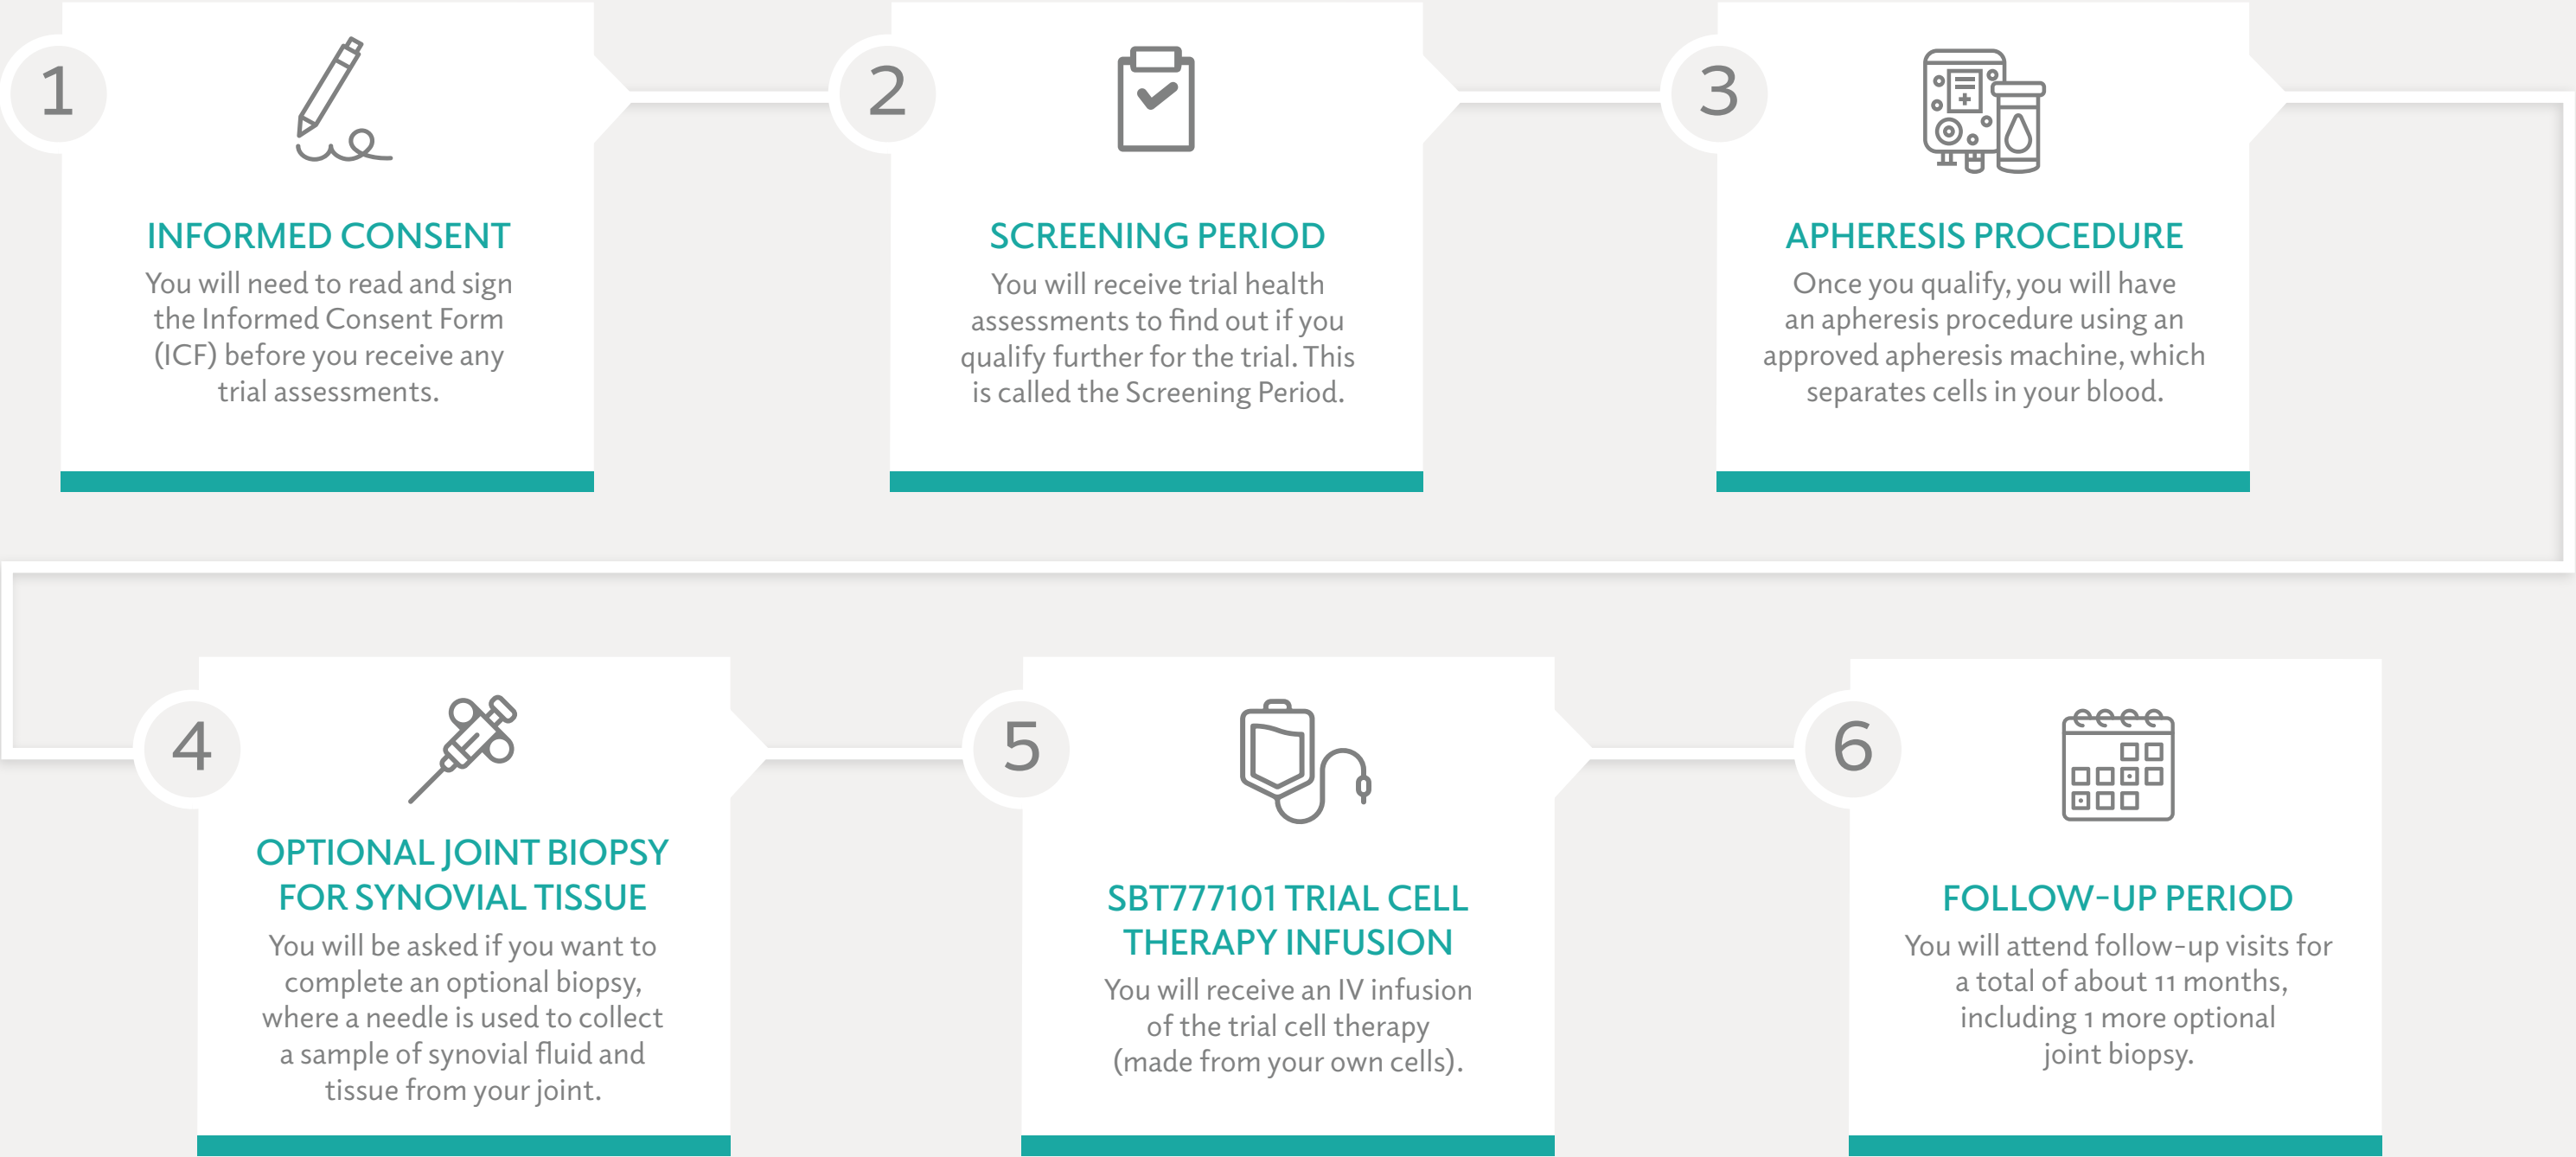 1
INFORMED CONSENT
You will need to read and sign
the Informed Consent Form
(ICF) before you receive any
trial assessments.
2
SCREENING PERIOD
You will receive trial health
assessments to find out if you
qualify further for the trial. This
is called the Screening Period.
3
APHERESIS PROCEDURE
Once you qualify, you will have
an apheresis procedure using an
approved apheresis machine, which
separates cells in your blood.
4
OPTIONAL JOINT BIOPSY
FOR SYNOVIAL TISSUE
You will be asked if you want to
complete an optional biopsy,
where a needle is used to collect
a sample of synovial fluid and
tissue from your joint.
5
SBT777101 TRIAL CELL
THERAPY INFUSION
You will receive an IV infusion
of the trial cell therapy
(made from your own cells).
6
FOLLOW-UP PERIOD
You will attend follow-up visits for
a total of about 11 months,
including 1 more optional
joint biopsy.